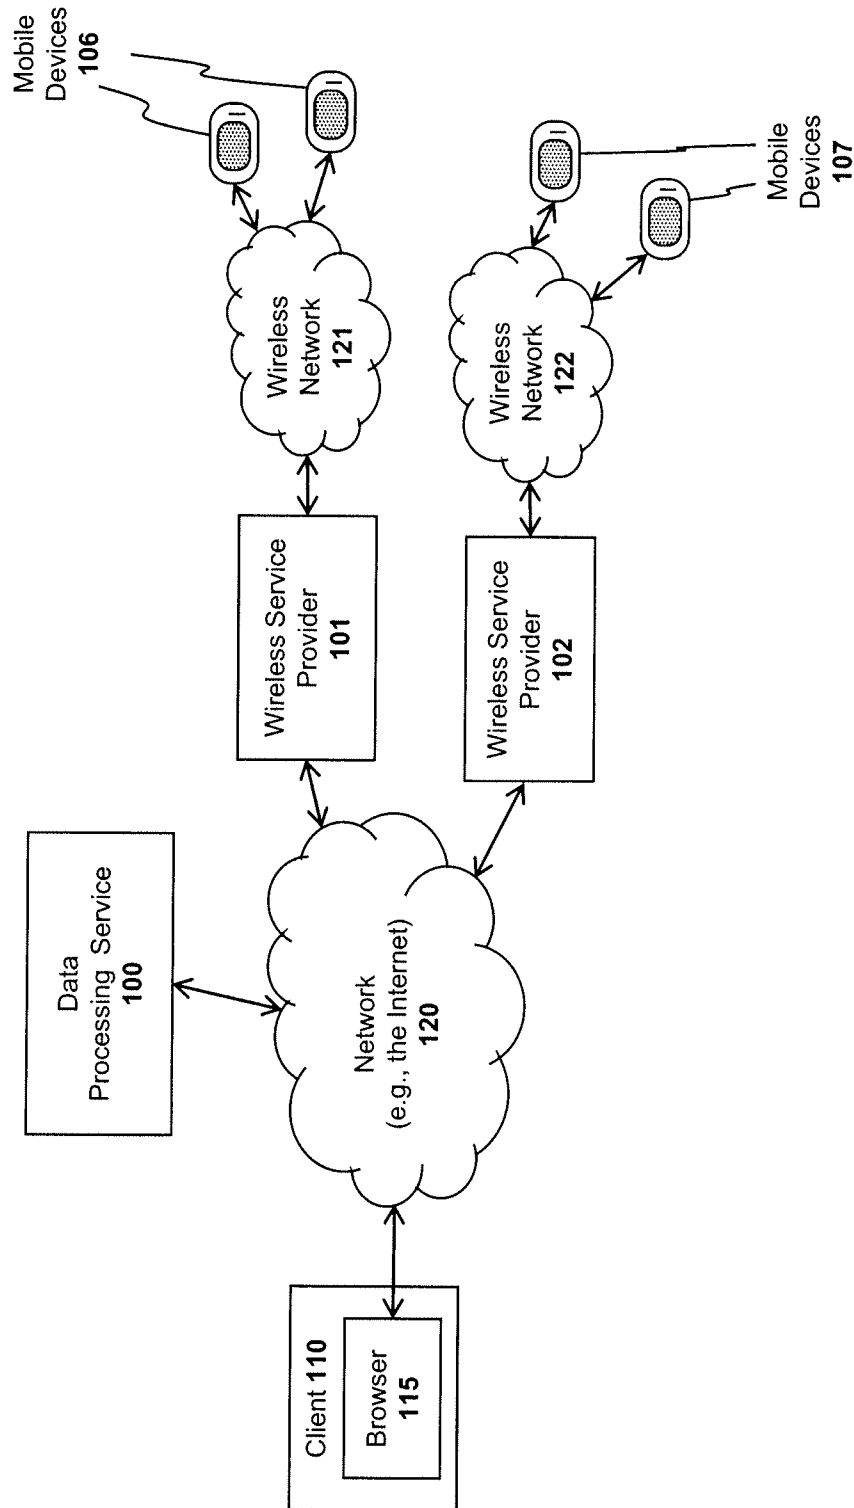 Data
Processing Service
100
Mobile
Devices
106
Client 110
Browser
115
Network
(e.g., the Internet)
120
Wireless Service
Provider
101
Wireless
Network
121
Wireless Service
Provider
102
Wireless
Network
122
Mobile
Devices
107